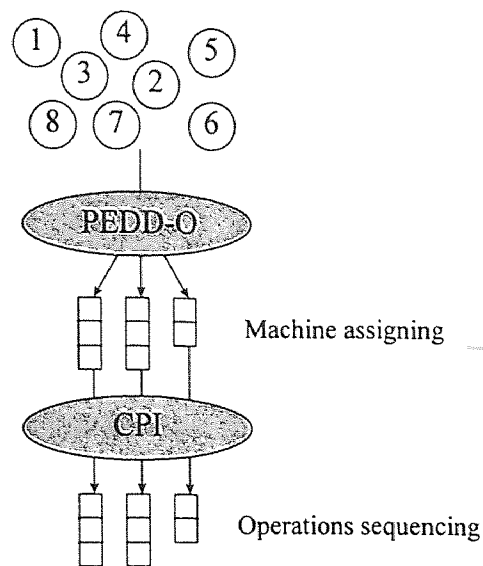 1
4
5
3
2
8
7
6
PEDD-O
Machine assigning
CPI
Operations sequencing